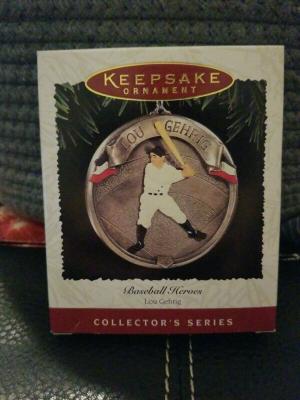 KEEPSAKE
ORNAMENT
LOU GEHRIG
Baseball Heroes
Lou Gehrig
COLLECTOR'S SERIES